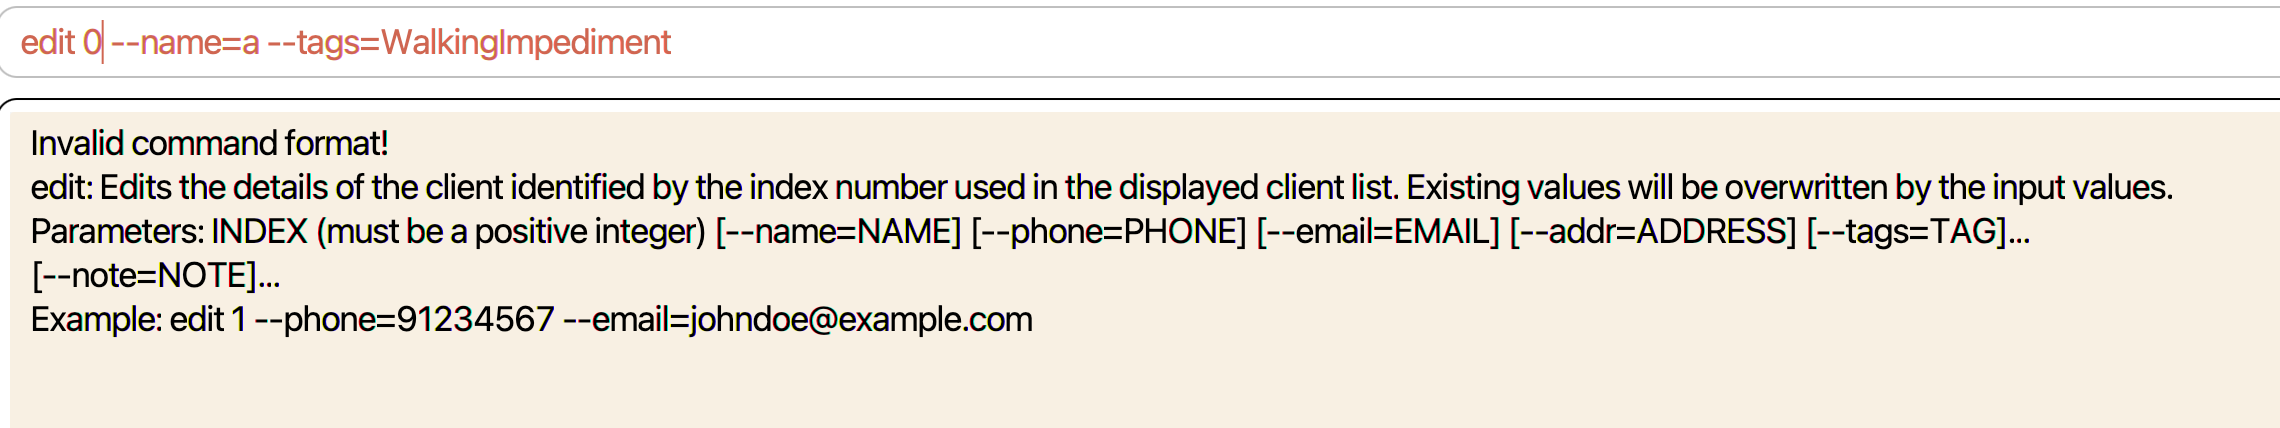 edit 0 --name=a --tags=WalkingImpediment
Invalid command format!
edit: Edits the details of the client identified by the index number used in the displayed client list. Existing values will be overwritten by the input values.
Parameters: INDEX (must be a positive integer) [--name=NAME] [--phone=PHONE] [--email=EMAIL] [--addr=ADDRESS] [--tags=TAG]...
[--note=NOTE]...
Example: edit 1 --phone=91234567 --email=johndoe@example.com